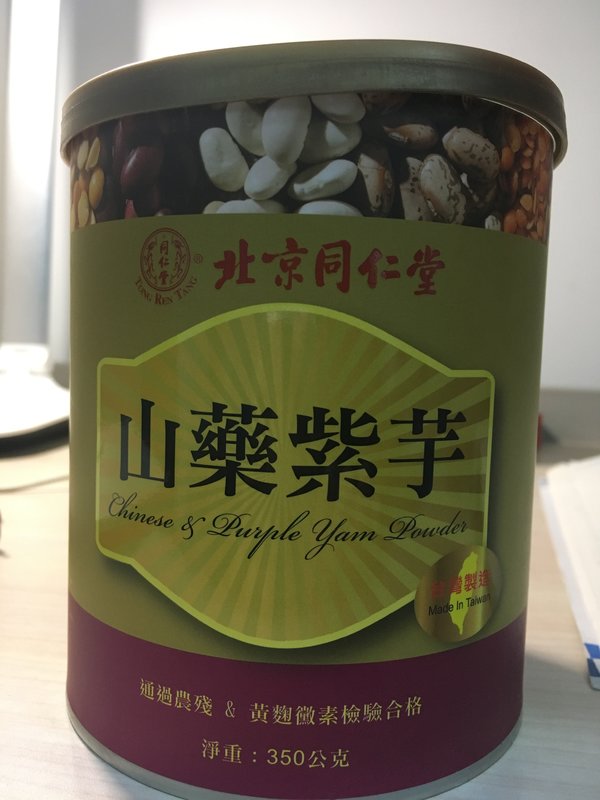 同仁堂
TONG REN TANG
®
北京同仁堂
山藥紫芋
Chinese & Purple Yam Powder
台灣製造
Made In Taiwan
通過農殘 & 黃麴黴素檢驗合格
淨重：350公克